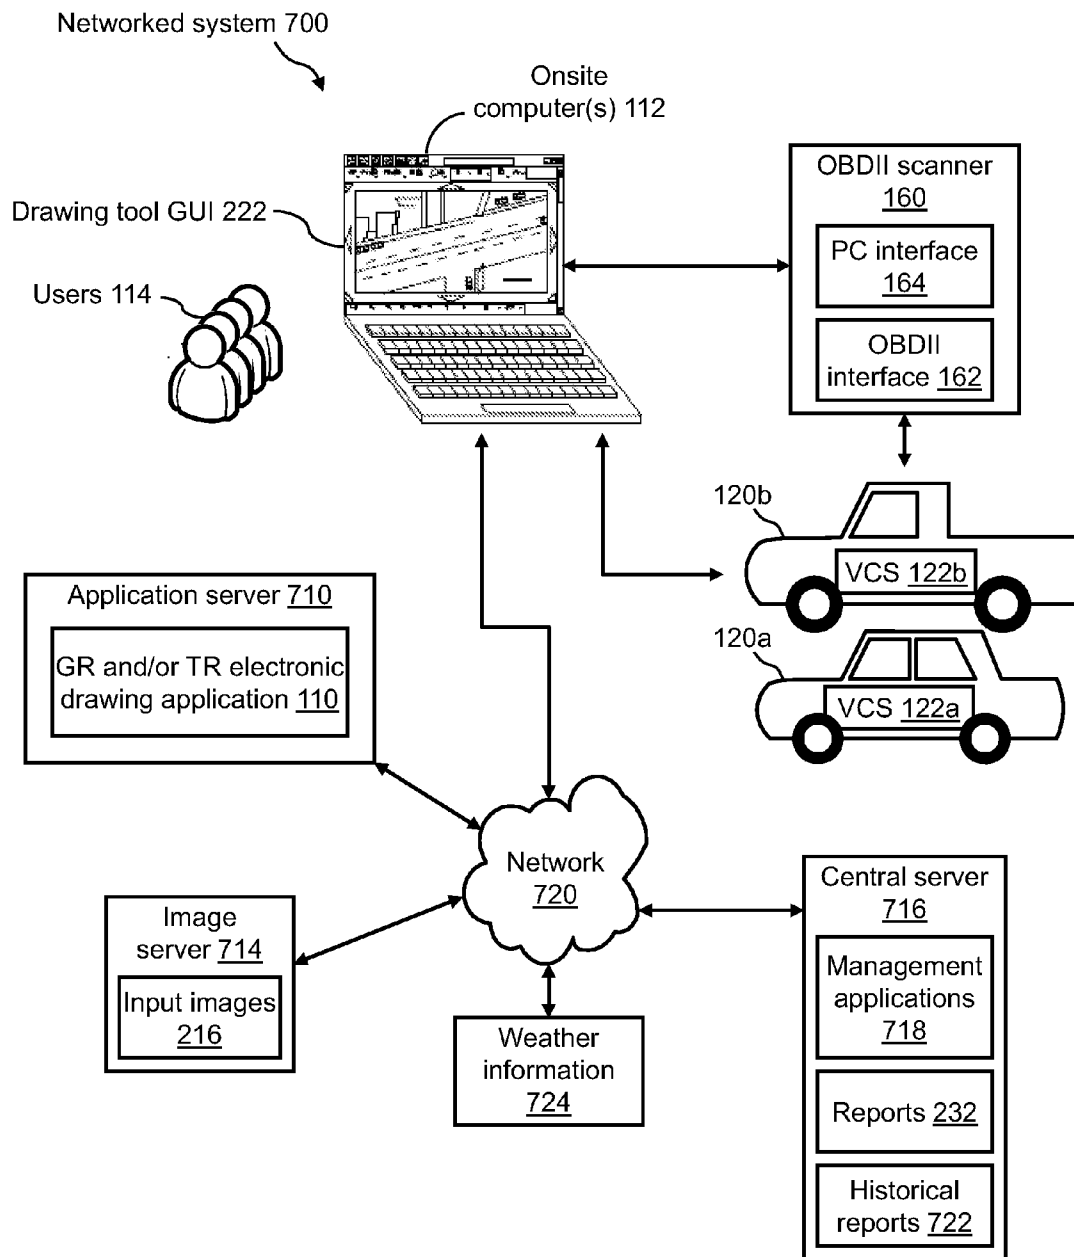 Networked system 700
Onsite
computer(s) 112
Drawing tool GUI 222
Users 114
OBDII scanner
160
PC interface
164
OBDII
interface 162
120b
VCS 122b
120a
VCS 122a
Application server 710
GR and/or TR electronic
drawing application 110
Network
720
Image
server 714
Input images
216
Weather
information
724
Central server
716
Management
applications
718
Reports 232
Historical
reports 722